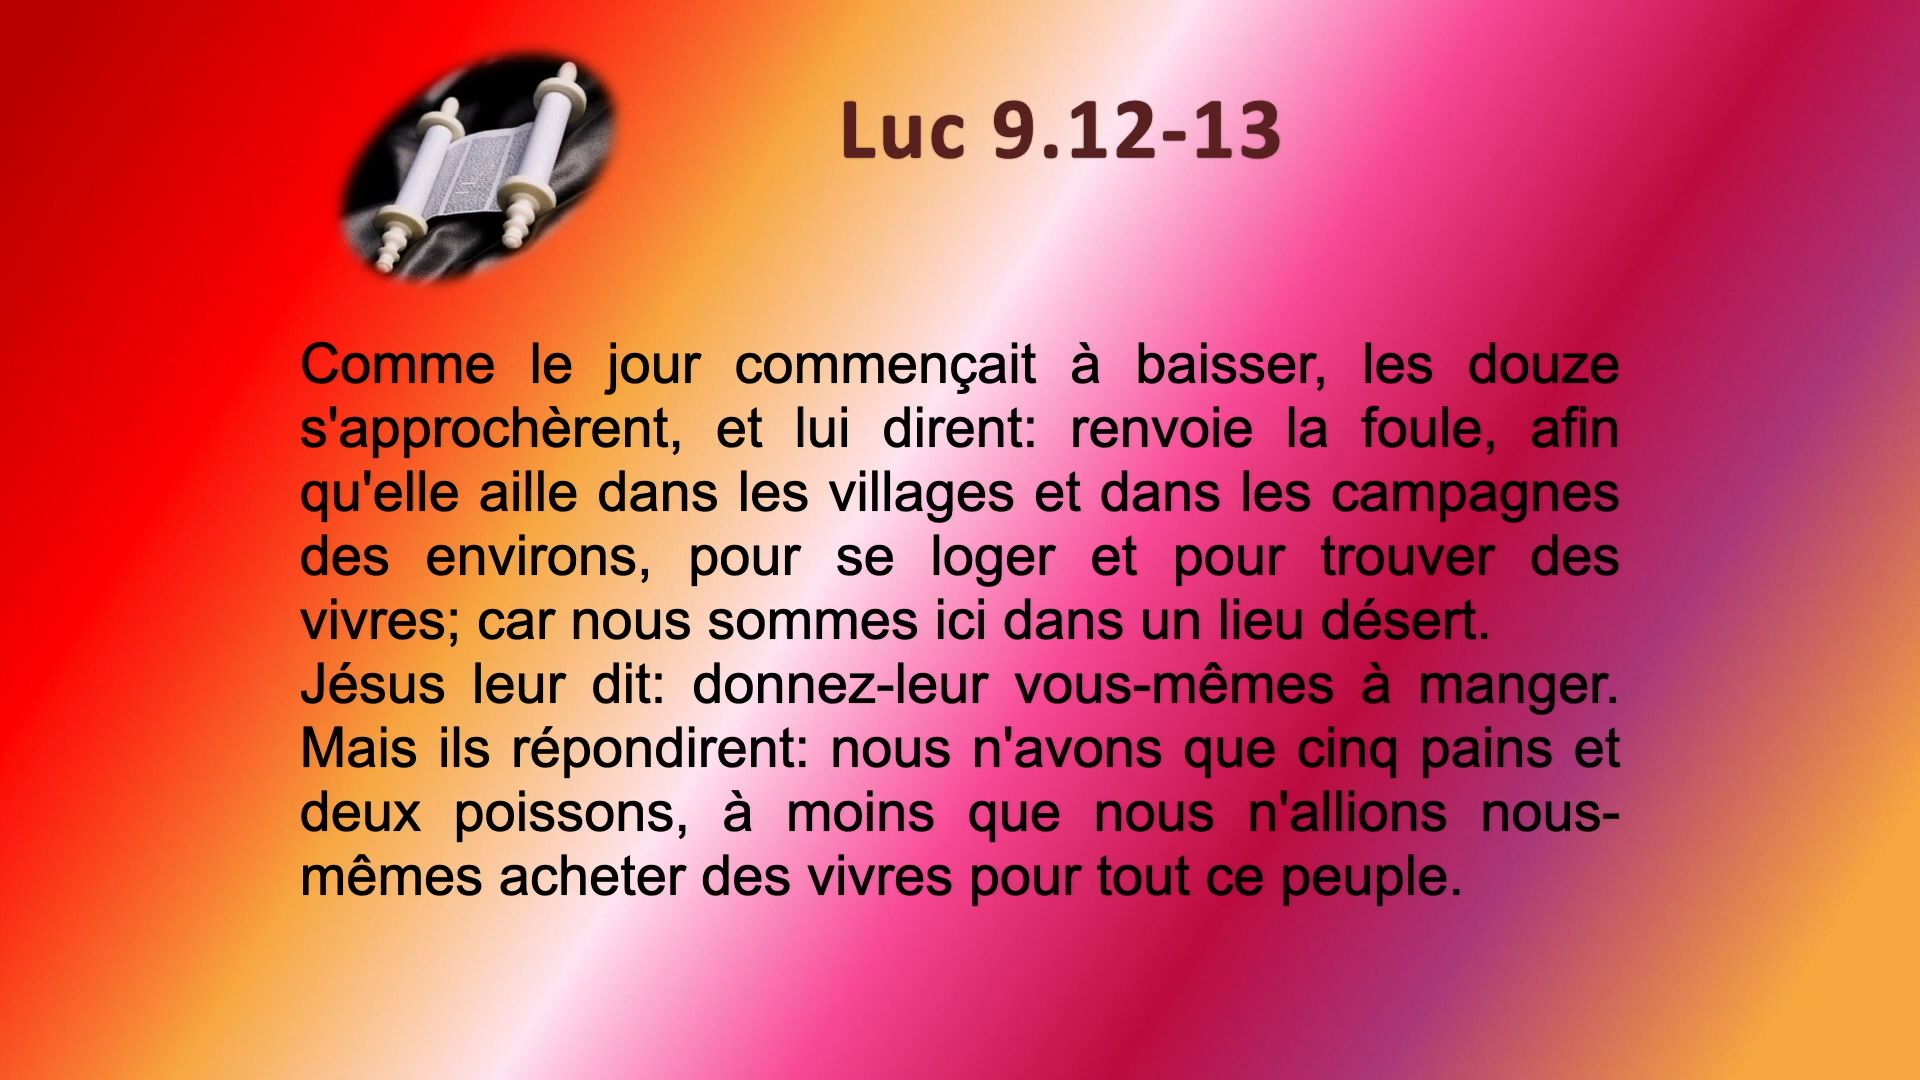 Luc 9.12-13
Comme le jour commençait à baisser, les douze
s'approchèrent, et lui dirent: renvoie la foule, afin
qu'elle aille dans les villages et dans les campagnes
des environs, pour se loger et pour trouver des
vivres; car nous sommes ici dans un lieu désert.
Jésus leur dit: donnez-leur vous-mêmes à manger.
Mais ils répondirent: nous n'avons que cinq pains et
deux poissons, à moins que nous n'allions nous-
mêmes acheter des vivres pour tout ce peuple.